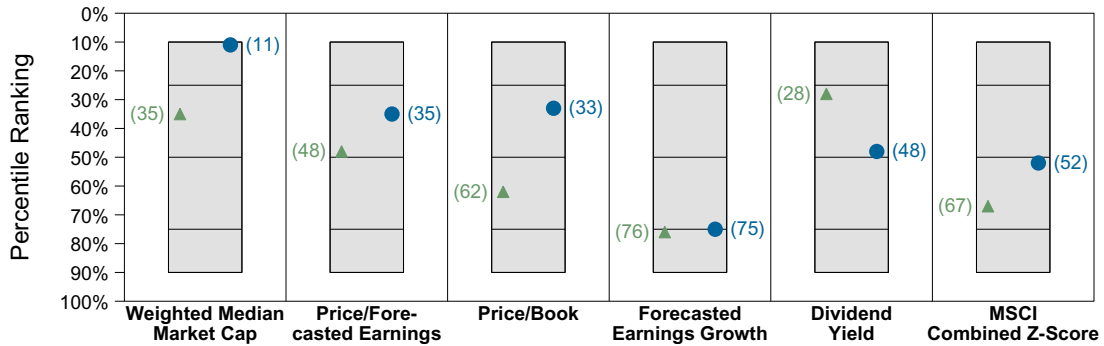 Percentile Ranking
0%
10%
20%
30%
40%
50%
60%
70%
80%
90%
100%
(11)
(35)
(35)
(48)
(33)
(62)
(76)
(75)
(28)
(48)
(52)
(67)
Weighted Median
Market Cap
Price/Fore-
casted Earnings
Price/Book
Forecasted
Earnings Growth
Dividend
Yield
MSCI
Combined Z-Score